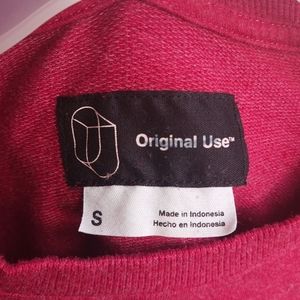 Original Use™
S
Made in Indonesia
Hecho en Indonesia